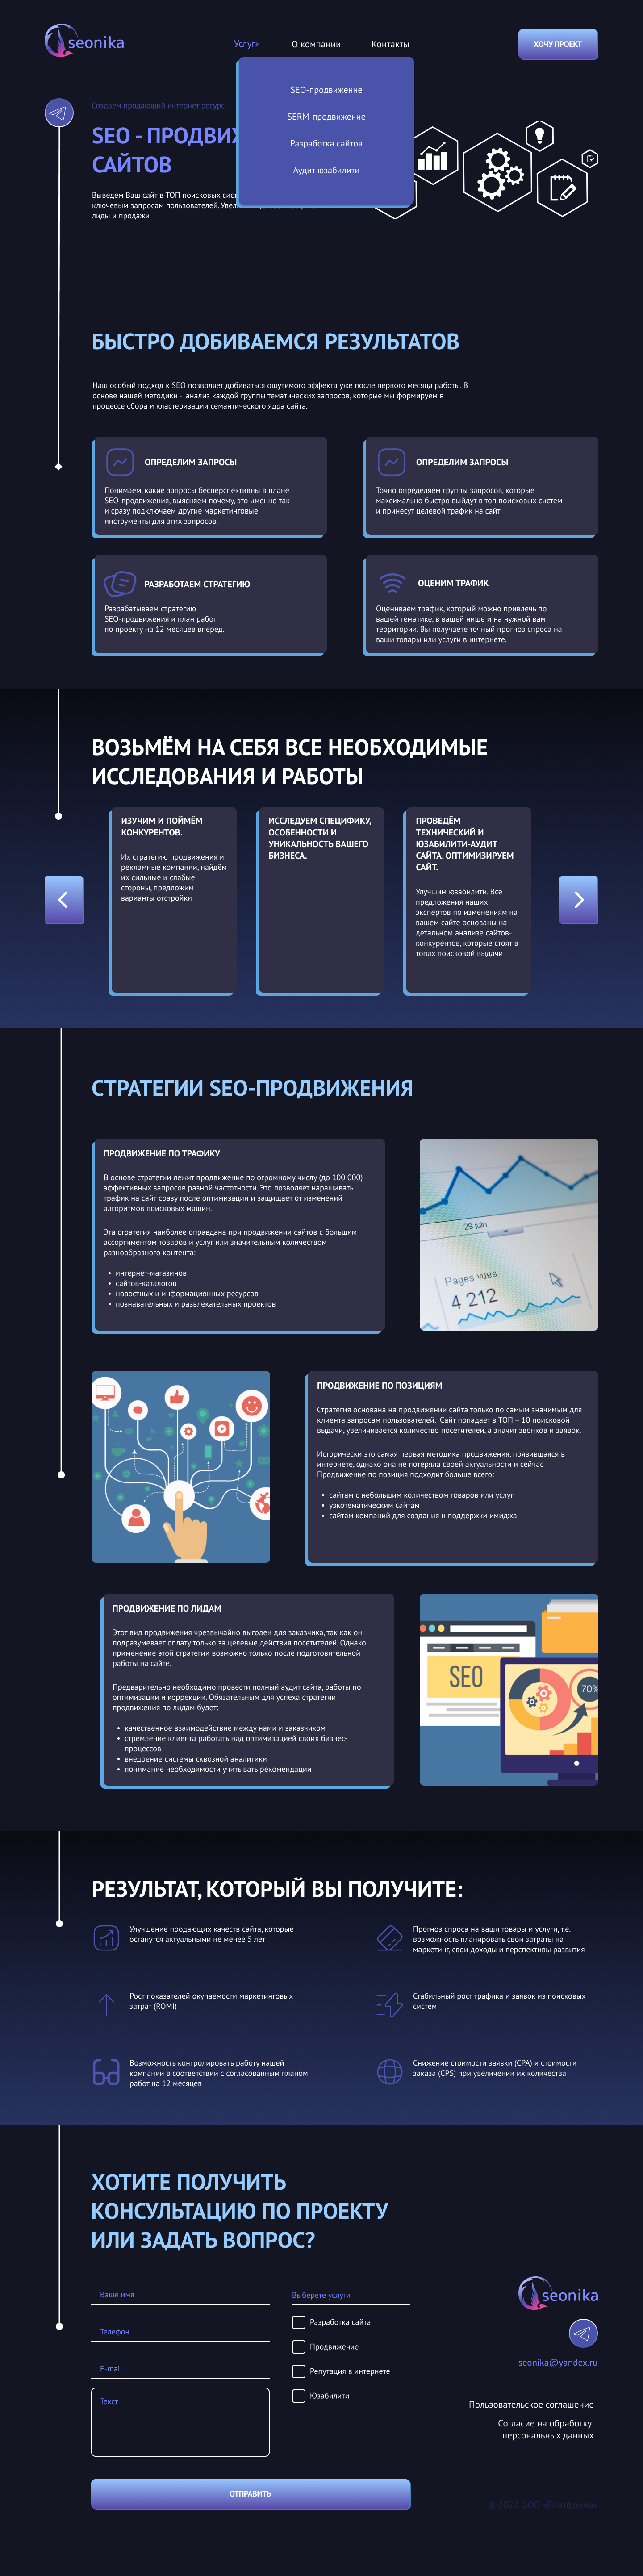 seonika
Услуги
О компании
Контакты
ХОЧУ ПРОЕКТ
SEO-продвижение
SERM-продвижение
Разработка сайтов
Аудит юзабилити
Создаем продающий интернет ресурс
SEO - ПРОДВИ
САЙТОВ
Выведем Ваш сайт в ТОП поисковых
ключевым запросам пользователей.
лиды и продажи
БЫСТРО ДОБИВАЕМСЯ РЕЗУЛЬТАТОВ
Наш особый подход к SEO позволяет добиваться ощутимого эффекта уже после первого месяца работы. В
основе нашей методики - анализ каждой группы тематических запросов, которые мы формируем в
процессе сбора и кластеризации семантического ядра сайта.
ОПРЕДЕЛИМ ЗАПРОСЫ
Понимаем, какие запросы бесперспективны в плане
SEO-продвижения, выясняем почему, это именно так
и сразу подключаем другие маркетинговые
инструменты для этих запросов.
ОПРЕДЕЛИМ ЗАПРОСЫ
Точно определяем группы запросов, которые
максимально быстро выйдут в топ поисковых систем
и принесут целевой трафик на сайт
РАЗРАБОТАЕМ СТРАТЕГИЮ
Разрабатываем стратегию
SEO-продвижения и план работ
по проекту на 12 месяцев вперед.
ОЦЕНИМ ТРАФИК
Оцениваем трафик, который можно привлечь по
вашей тематике, в вашей нише и на нужной вам
территории. Вы получаете точный прогноз спроса на
ваши товары или услуги в интернете.
ВОЗЬМЁМ НА СЕБЯ ВСЕ НЕОБХОДИМЫЕ
ИССЛЕДОВАНИЯ И РАБОТЫ
ИЗУЧИМ И ПОЙМЁМ
КОНКУРЕНТОВ.
Их стратегию продвижения и
рекламные компании, найдём
их сильные и слабые
стороны, предложим
варианты отстройки
ИССЛЕДУЕМ СПЕЦИФИКУ,
ОСОБЕННОСТИ И
УНИКАЛЬНОСТЬ ВАШЕГО
БИЗНЕСА.
ПРОВЕДЁМ
ТЕХНИЧЕСКИЙ И
ЮЗАБИЛИТИ-АУДИТ
САЙТА. ОПТИМИЗИРУЕМ
САЙТ.
Улучшим юзабилити. Все
предложения наших
экспертов по изменениям на
вашем сайте основаны на
детальном анализе сайтов-
конкурентов, которые стоят в
топах поисковой выдачи
СТРАТЕГИИ SEO-ПРОДВИЖЕНИЯ
ПРОДВИЖЕНИЕ ПО ТРАФИКУ
В основе стратегии лежит продвижение по огромному числу (до 100 000)
эффективных запросов разной частотности. Это позволяет наращивать
трафик на сайт сразу после оптимизации и защищает от изменений
алгоритмов поисковых машин.
Эта стратегия наиболее оправдана при продвижении сайтов с большим
ассортиментом товаров и услуг или значительным количеством
разнообразного контента:
• интернет-магазинов
• сайтов-каталогов
• новостных и информационных ресурсов
• познавательных и развлекательных проектов
29 juin
Pages vues
4 212
ПРОДВИЖЕНИЕ ПО ПОЗИЦИЯМ
Стратегия основана на продвижении сайта только по самым значимым для
клиента запросам пользователей. Сайт попадает в ТОП – 10 поисковой
выдачи, увеличивается количество посетителей, а значит звонков и заявок.
Исторически это самая первая методика продвижения, появившаяся в
интернете, однако она не потеряла своей актуальности и сейчас
Продвижение по позиция подходит больше всего:
• сайтам с небольшим количеством товаров или услуг
• узкотематическим сайтам
• сайтам компаний для создания и поддержки имиджа
ПРОДВИЖЕНИЕ ПО ЛИДАМ
Этот вид продвижения чрезвычайно выгоден для заказчика, так как он
подразумевает оплату только за целевые действия посетителей. Однако
применение этой стратегии возможно только после подготовительной
работы на сайте.
Предварительно необходимо провести полный аудит сайта, работы по
оптимизации и коррекции. Обязательным для успеха стратегии
продвижения по лидам будет:
• качественное взаимодействие между нами и заказчиком
• стремление клиента работать над оптимизацией своих бизнес-
процессов
• внедрение системы сквозной аналитики
• понимание необходимости учитывать рекомендации
SEO
70%
РЕЗУЛЬТАТ, КОТОРЫЙ ВЫ ПОЛУЧИТЕ:
Улучшение продающих качеств сайта, которые
останутся актуальными не менее 5 лет
Прогноз спроса на ваши товары и услуги, т.е.
возможность планировать свои затраты на
маркетинг, свои доходы и перспективы развития
Рост показателей окупаемости маркетинговых
затрат (ROMI)
Стабильный рост трафика и заявок из поисковых
систем
Возможность контролировать работу нашей
компании в соответствии с согласованным планом
работ на 12 месяцев
Снижение стоимости заявки (CPA) и стоимости
заказа (CPS) при увеличении их количества
ХОТИТЕ ПОЛУЧИТЬ
КОНСУЛЬТАЦИЮ ПО ПРОЕКТУ
ИЛИ ЗАДАТЬ ВОПРОС?
Ваше имя
Телефон
E-mail
Текст
Выберете услуги
Разработка сайта
Продвижение
Репутация в интернете
Юзабилити
ОТПРАВИТЬ
seonika
seonika@yandex.ru
Пользовательское соглашение
Согласие на обработку
персональных данных
© 2022 ООО «Платформа»